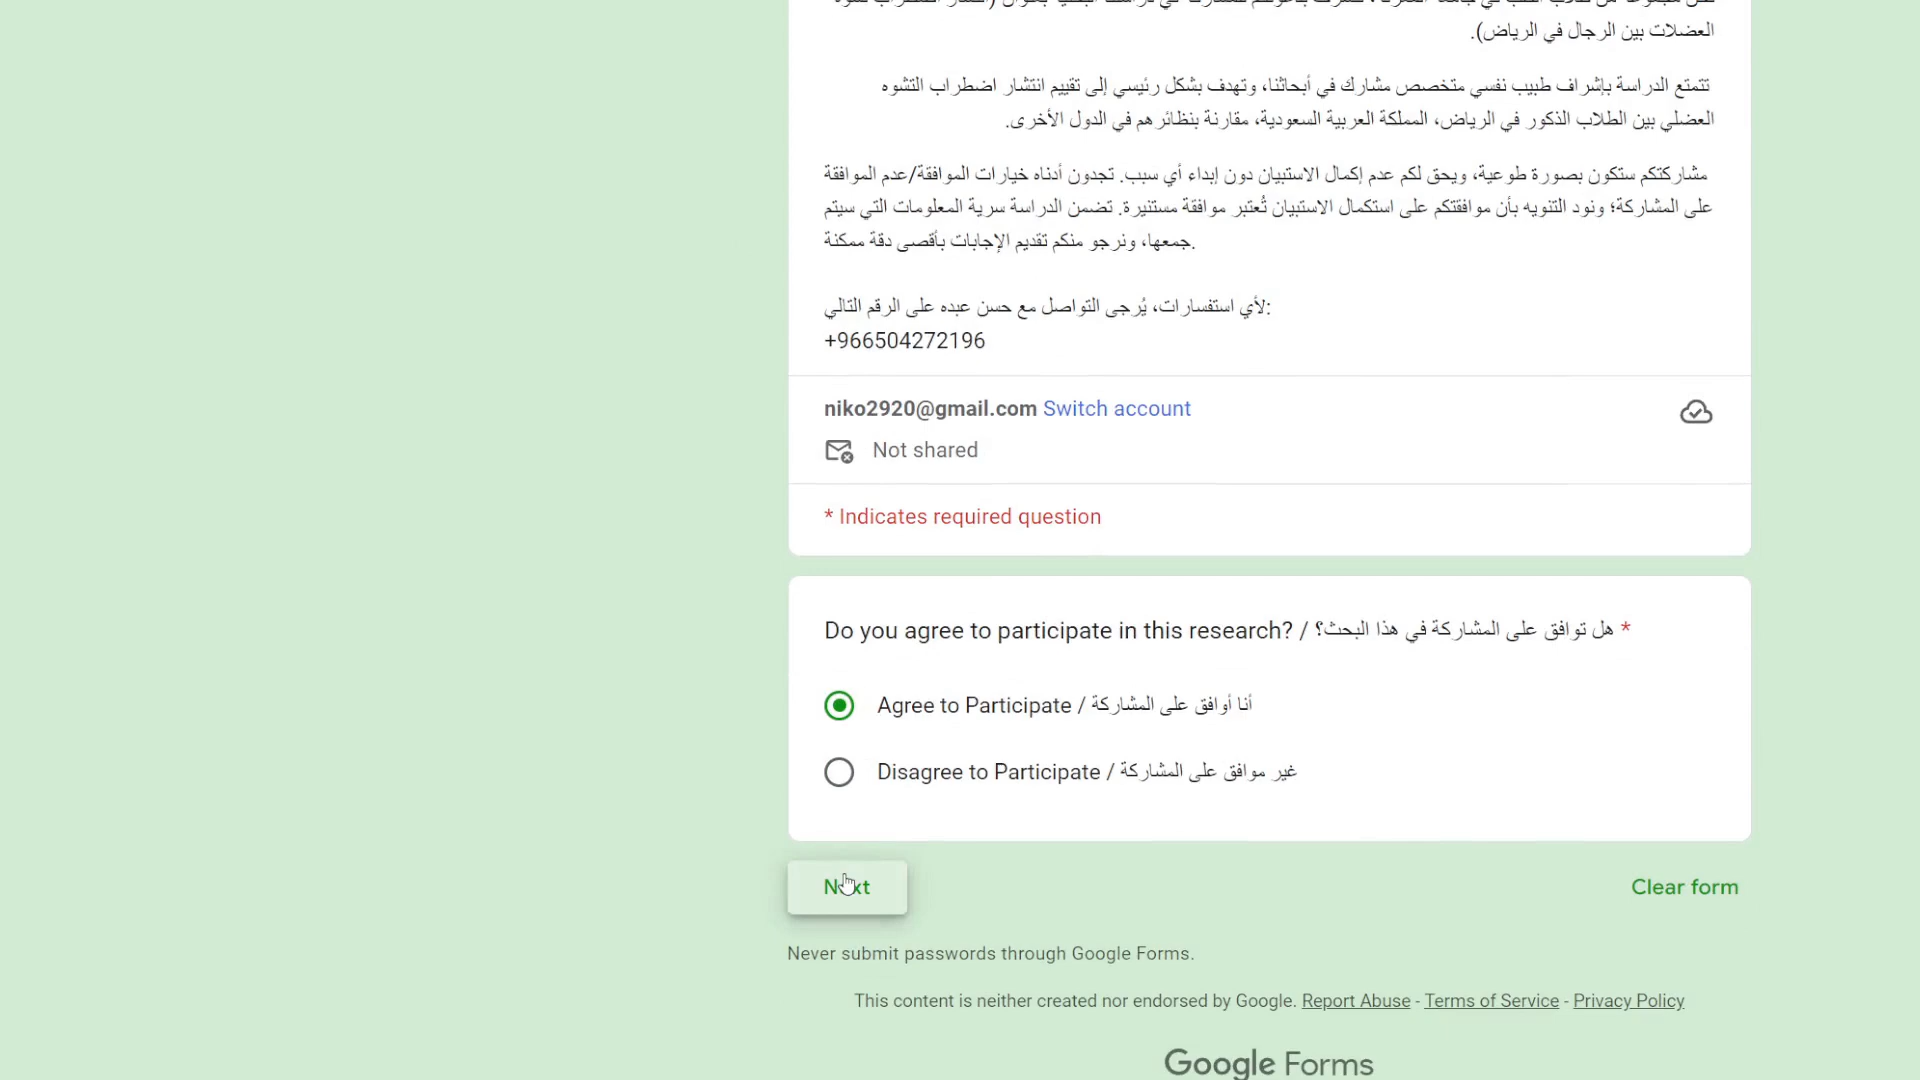 العضلات بين الرجال في الرياض).
تتمتع الدراسة بإشراف طبيب نفسي متخصص مشارك في أبحاثنا، وتهدف بشكل رئيسي إلى تقييم انتشار اضطراب التشوه
العضلي بين الطلاب الذكور في الرياض، المملكة العربية السعودية، مقارنة بنظائرهم في الدول الأخرى.
مشاركتكم ستكون بصورة طوعية، ويحق لكم عدم إكمال الاستبيان دون إبداء أي سبب. تجدون أدناه خيارات الموافقة/عدم الموافقة
على المشاركة؛ ونود التنويه بأن موافقتكم على استكمال الاستبيان تُعتبر موافقة مستنيرة. تضمن الدراسة سرية المعلومات التي سيتم
جمعها، ونرجو منكم تقديم الإجابات بأقصى دقة ممكنة.
لأي استفسارات، يُرجى التواصل مع حسن عبده على الرقم التالي:
+966504272196
niko2920@gmail.com Switch account
Not shared
* Indicates required question
Do you agree to participate in this research? / هل توافق على المشاركة في هذا البحث؟ *
Agree to Participate / أنا أوافق على المشاركة
Disagree to Participate / غير موافق على المشاركة
Next
Clear form
Never submit passwords through Google Forms.
This content is neither created nor endorsed by Google. Report Abuse - Terms of Service - Privacy Policy
Google Forms